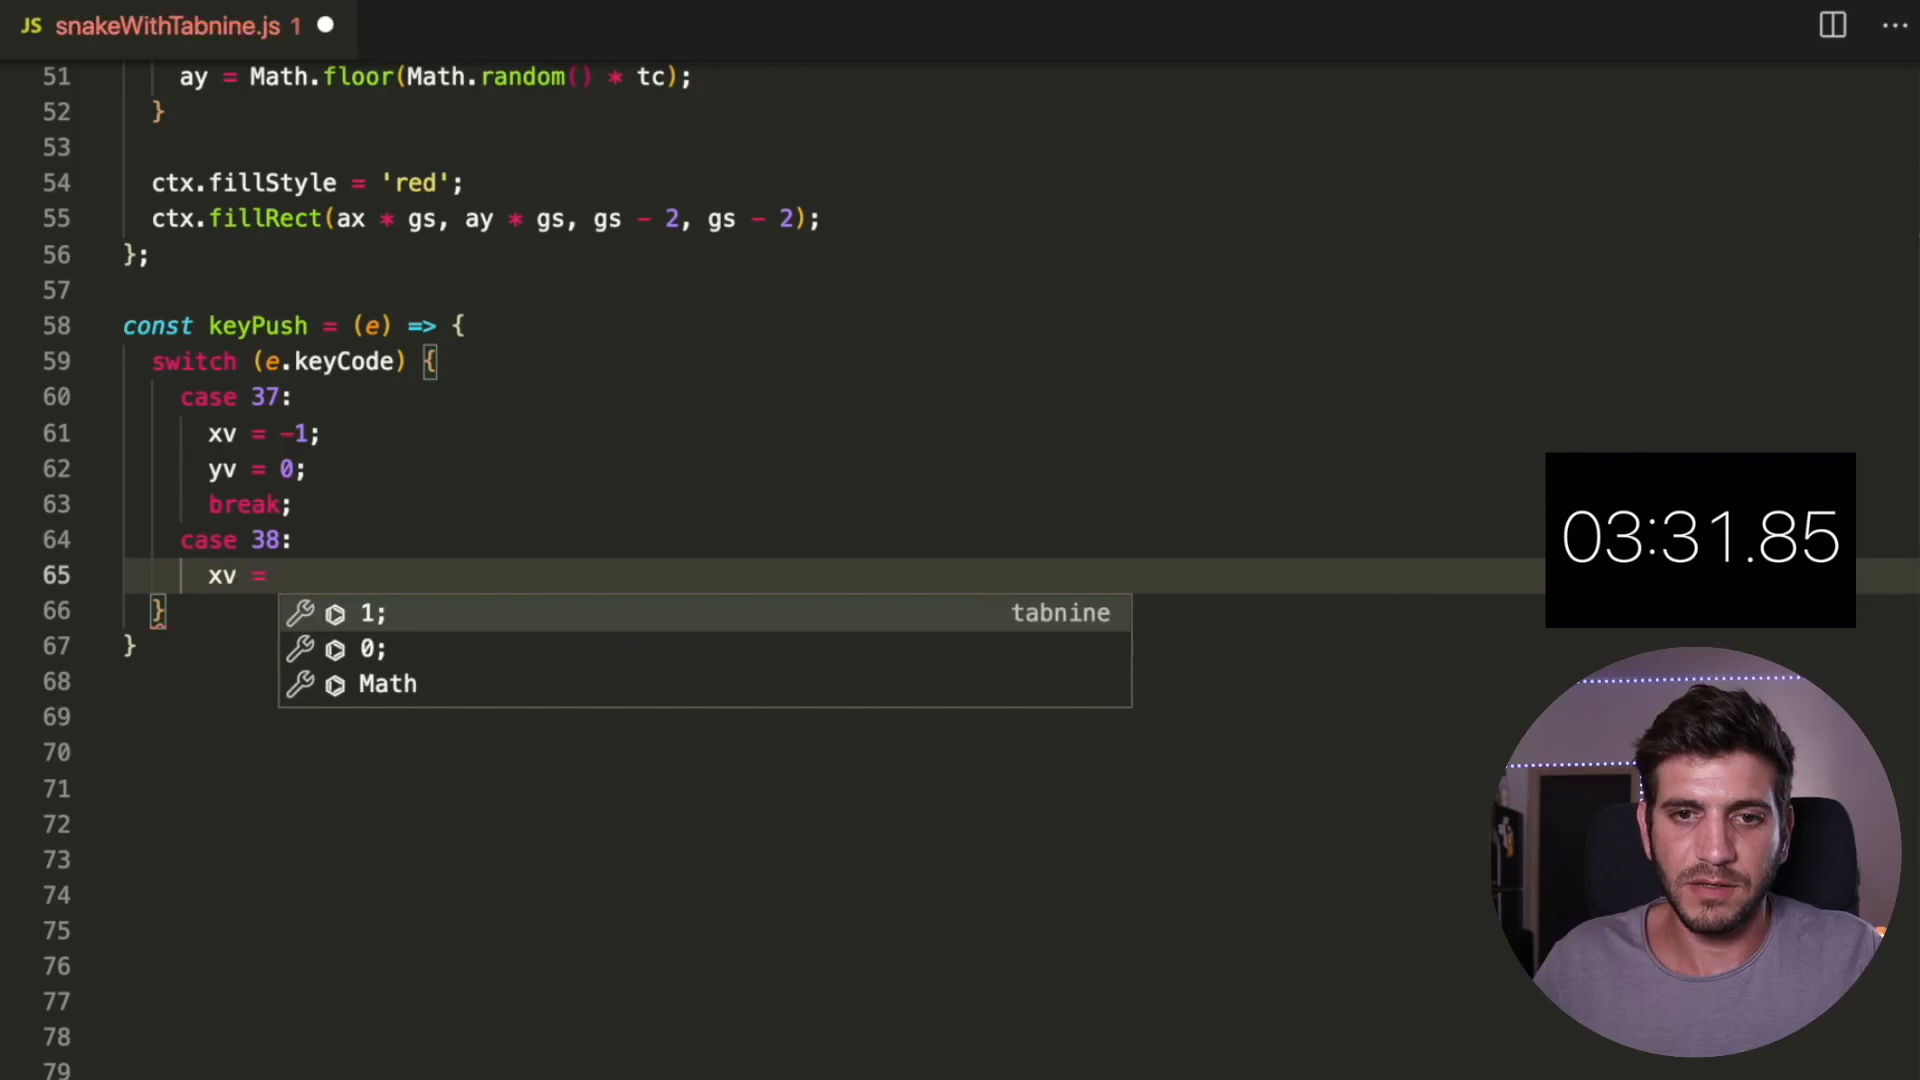 JS snakeWithTabnine.js 1
51 ay = Math.floor(Math.random() * tc);
52 }
53
54 ctx.fillStyle = 'red';
55 ctx.fillRect(ax * gs, ay * gs, gs - 2, gs - 2);
56 };
57
58 const keyPush = (e) => {
59 switch (e.keyCode) {
60 case 37:
61 xv = -1;
62 yv = 0;
63 break;
64 case 38:
65 xv =
66 }
1; tabnine
67 }
0;
68
Math
69
70
71
72
73
74
75
76
77
78
79
03:31.85